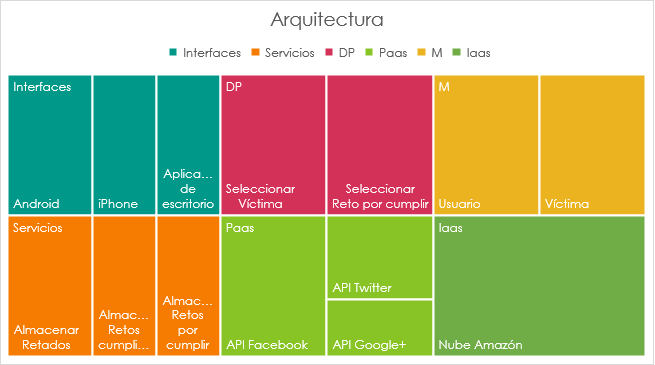 Arquitectura
Interfaces Servicios DP Paas M Iaas
Interfaces
Android
iPhone
Aplica...
de
escritorio
DP
Seleccionar
Víctima
Seleccionar
Reto por cumplir
M
Usuario
Víctima
Servicios
Almacenar
Retados
Almac...
Retos
cumpli...
Almac...
Retos
por
cumplir
Paas
API Facebook
API Twitter
API Google+
Iaas
Nube Amazón